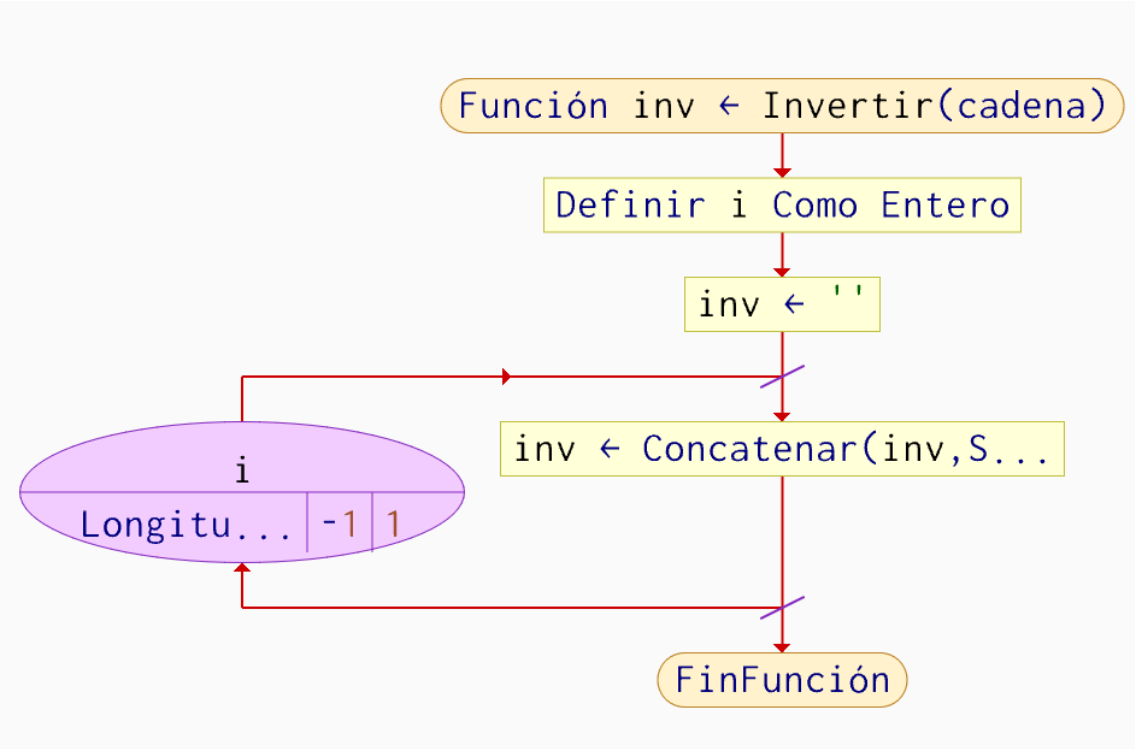 Función inv ← Invertir(cadena)
Definir i Como Entero
inv ← ''
inv ← Concatenar(inv,S...
i
Longitu... -1 1
FinFunción